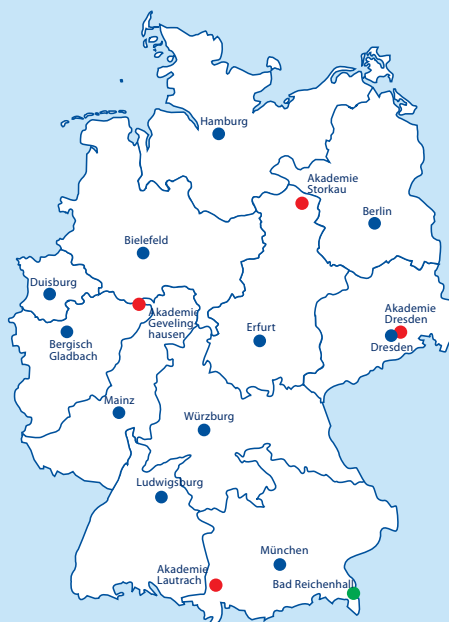 Hamburg
Akademie
Storkau
Berlin
Bielefeld
Duisburg
Akademie
Geveling-
hausen
Erfurt
Akademie
Dresden
Dresden
Bergisch
Gladbach
Mainz
Würzburg
Ludwigsburg
München
Akademie
Lautrach
Bad Reichenhall